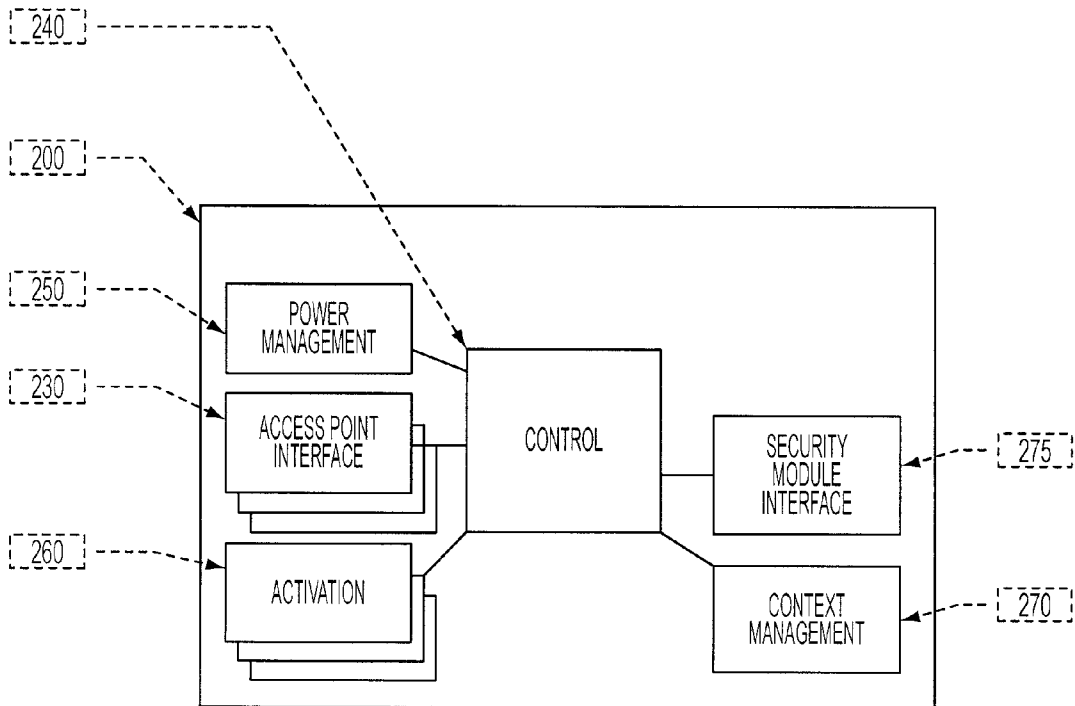 240
200
250
POWER
MANAGEMENT
230
ACCESS POINT
INTERFACE
CONTROL
SECURITY
MODULE
INTERFACE
275
260
ACTIVATION
CONTEXT
MANAGEMENT
270